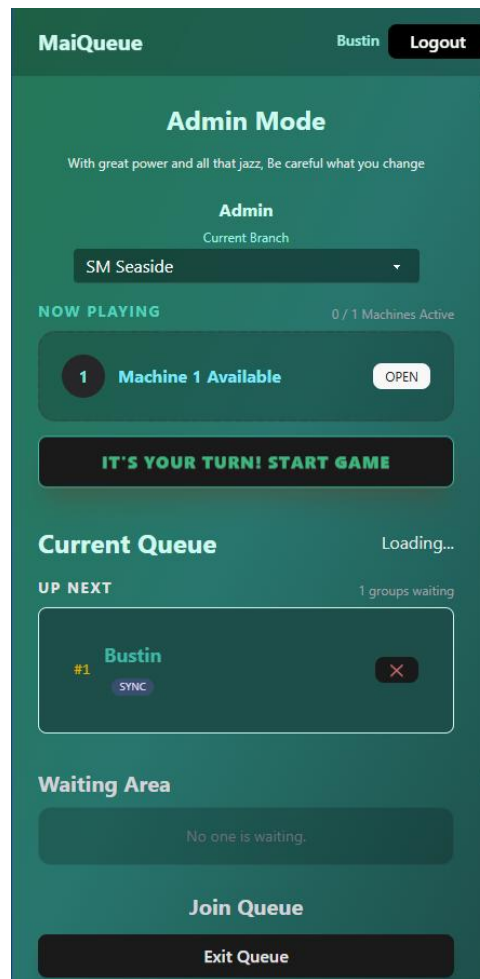 MaiQueue
Bustin
Logout
Admin Mode
With great power and all that jazz, Be careful what you change
Admin
Current Branch
SM Seaside
NOW PLAYING
0 / 1 Machines Active
1
Machine 1 Available
OPEN
IT'S YOUR TURN! START GAME
Current Queue
Loading...
UP NEXT
1 groups waiting
#1
Bustin
SYNC
Waiting Area
No one is waiting.
Join Queue
Exit Queue